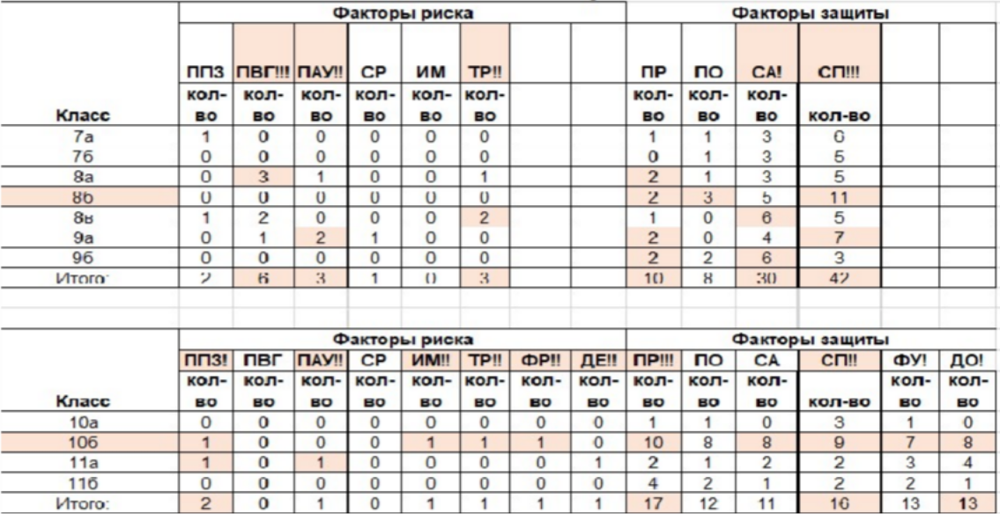 Факторы риска Факторы защиты
ППЗ ПВГ!!! ПАУ!! СР ИМ ТР!! ПР ПО СА! СП!!!
Класс кол-во кол-во кол-во кол-во кол-во кол-во кол-во кол-во кол-во кол-во
7а 1 0 0 0 0 0 1 1 3 6
7б 0 0 0 0 0 0 0 1 3 5
8а 0 3 1 0 0 1 2 1 3 5
8б 0 0 0 0 0 0 2 3 5 11
8в 1 2 0 0 0 2 1 0 6 5
9а 0 1 2 1 0 0 2 0 4 7
9б 0 0 0 0 0 0 2 2 6 3
Итого: 2 6 3 1 0 3 10 8 30 42
Факторы риска Факторы защиты
ППЗ! ПВГ ПАУ!! СР ИМ!! ТР!! ФР!! ДЕ!! ПР!!! ПО СА СП!! ФУ! ДО!
Класс кол-во кол-во кол-во кол-во кол-во кол-во кол-во кол-во кол-во кол-во кол-во кол-во кол-во кол-во
10а 0 0 0 0 0 0 0 0 1 1 0 3 1 0
10б 1 0 0 0 1 1 1 0 10 8 8 9 7 8
11а 1 0 1 0 0 0 0 1 2 1 2 2 3 4
11б 0 0 0 0 0 0 0 0 4 2 1 2 2 1
Итого: 2 0 1 0 1 1 1 1 17 12 11 16 13 13